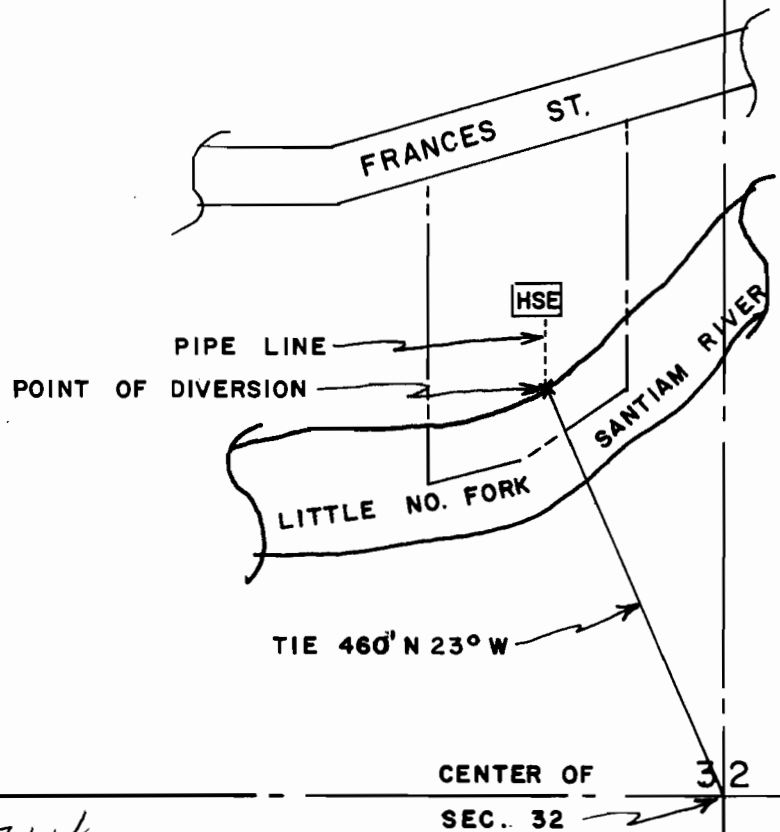 FRANCES ST.
HSE
PIPE LINE
POINT OF DIVERSION
SANTIAM RIVER
LITTLE NO. FORK
TIE 460' N 23° W
CENTER OF
32
SEC. 32